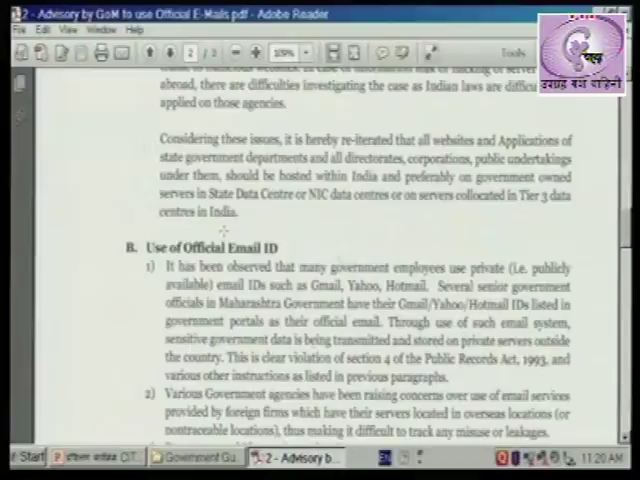 2 - Advisory by GoM to use Official E-Mails.pdf - Adobe Reader
File Edit View Window Help
2 / 3 109% Tools
abroad, there are difficulties investigating the case as Indian laws are difficult
applied on those agencies.
Considering these issues, it is hereby re-iterated that all websites and Applications of
state government departments and all directorates, corporations, public undertakings
under them, should be hosted within India and preferably on government owned
servers in State Data Centre or NIC data centres or on servers collocated in Tier 3 data
centres in India.
B. Use of Official Email ID
1) It has been observed that many government employees use private (i.e. publicly
available) email IDs such as Gmail, Yahoo, Hotmail. Several senior government
officials in Maharashtra Government have their Gmail/Yahoo/Hotmail IDs listed in
government portals as their official email. Through use of such email system,
sensitive government data is being transmitted and stored on private servers outside
the country. This is clear violation of section 4 of the Public Records Act, 1993, and
various other instructions as listed in previous paragraphs.
2) Various Government agencies have been raising concerns over use of email services
provided by foreign firms which have their servers located in overseas locations (or
nontraceable locations), thus making it difficult to track any misuse or leakages.
Start Government Gu... 2 - Advisory by... EN 11:20 AM